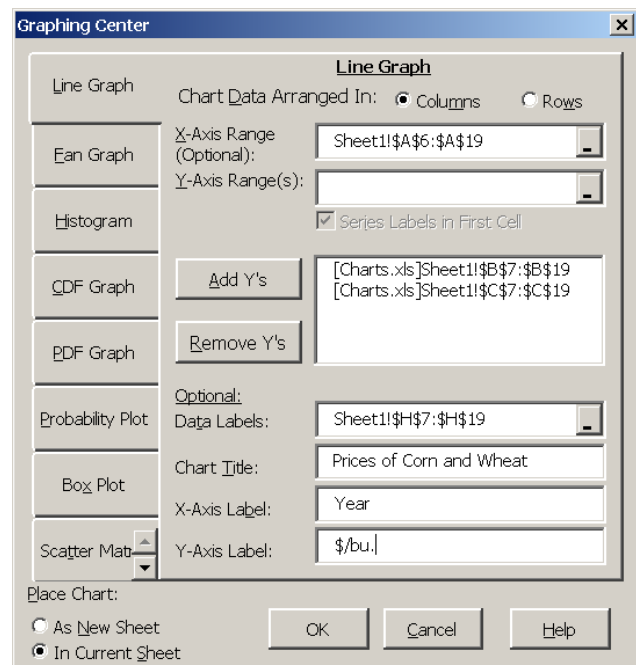 Graphing Center
Line Graph
Fan Graph
Histogram
CDF Graph
PDF Graph
Probability Plot
Box Plot
Scatter Matr
Line Graph
Chart Data Arranged In: Columns Rows
X-Axis Range (Optional): Sheet1!$A$6:$A$19
Y-Axis Range(s):
Series Labels in First Cell
Add Y's
Remove Y's
[Charts.xls]Sheet1!$B$7:$B$19
[Charts.xls]Sheet1!$C$7:$C$19
Optional:
Data Labels: Sheet1!$H$7:$H$19
Chart Title: Prices of Corn and Wheat
X-Axis Label: Year
Y-Axis Label: $/bu.
Place Chart:
As New Sheet
In Current Sheet
OK Cancel Help